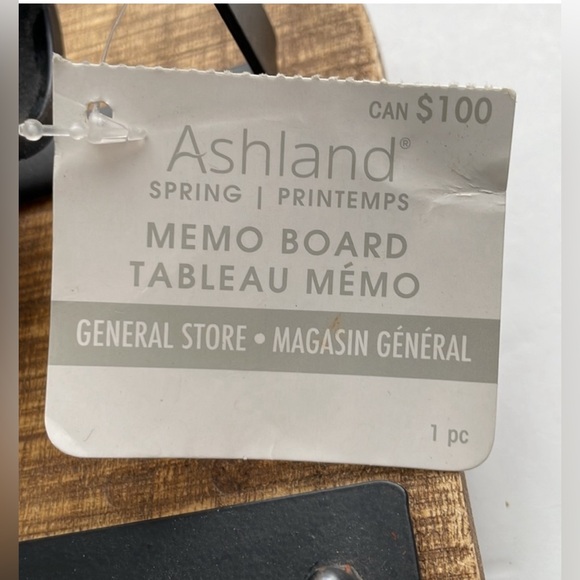 CAN $100
Ashland®
SPRING | PRINTEMPS
MEMO BOARD
TABLEAU MÉMO
GENERAL STORE • MAGASIN GÉNÉRAL
1 pc